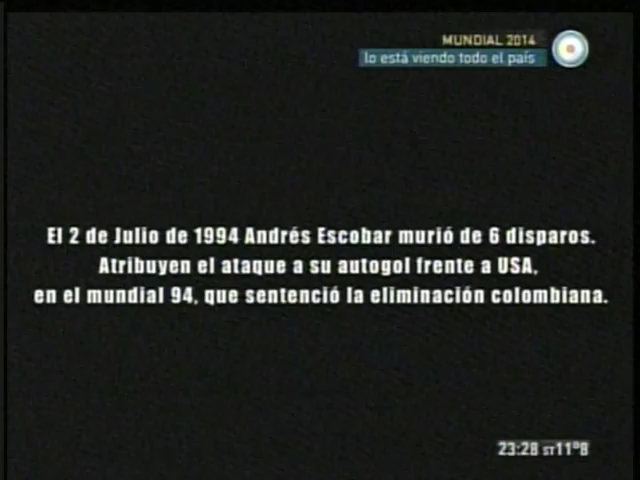 MUNDIAL 2014
lo está viendo todo el país
El 2 de Julio de 1994 Andrés Escobar murió de 6 disparos.
Atribuyen el ataque a su autogol frente a USA,
en el mundial 94, que sentenció la eliminación colombiana.
23:28 ST 11º8